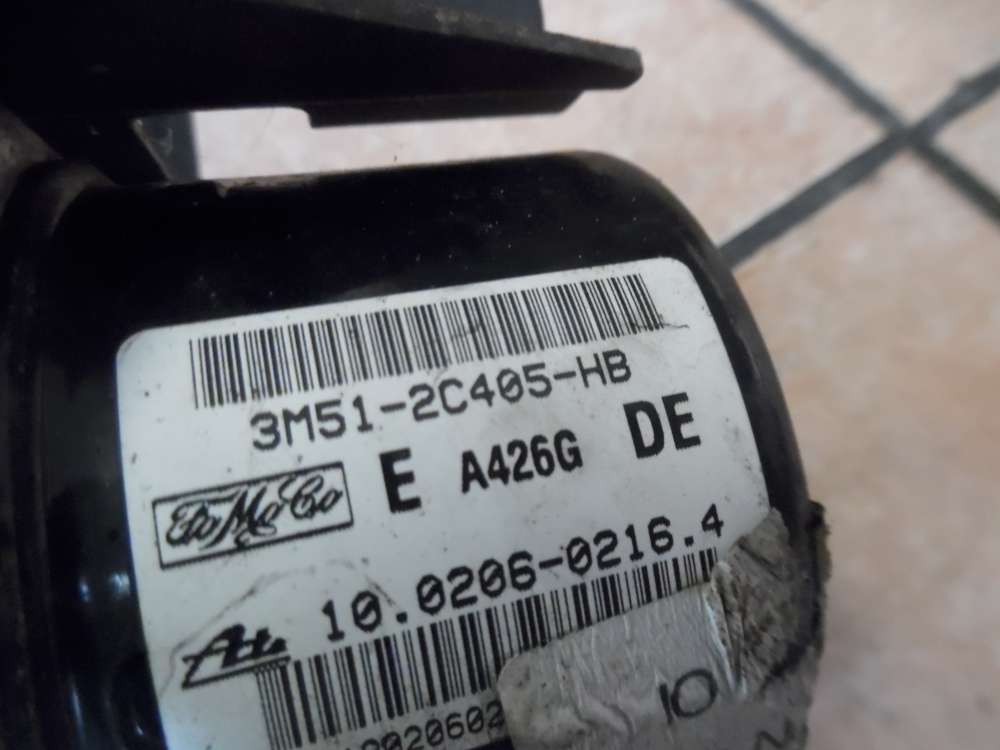 3M51-2C405-HB
FoMoCo E A426G DE
Ate 10.0206-0216.4
10